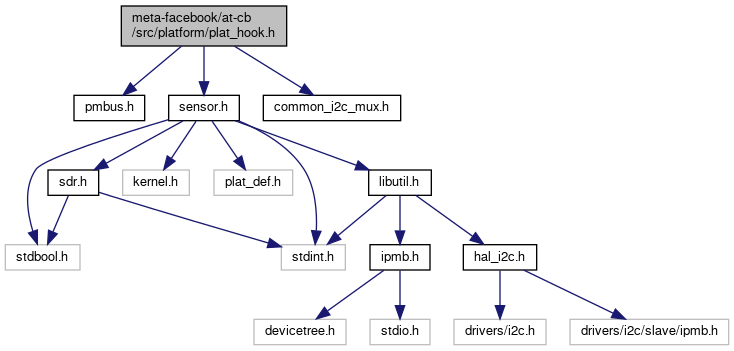 meta-facebook/at-cb
/src/platform/plat_hook.h
pmbus.h
sensor.h
common_i2c_mux.h
sdr.h
kernel.h
plat_def.h
libutil.h
stdbool.h
stdint.h
ipmb.h
hal_i2c.h
devicetree.h
stdio.h
drivers/i2c.h
drivers/i2c/slave/ipmb.h